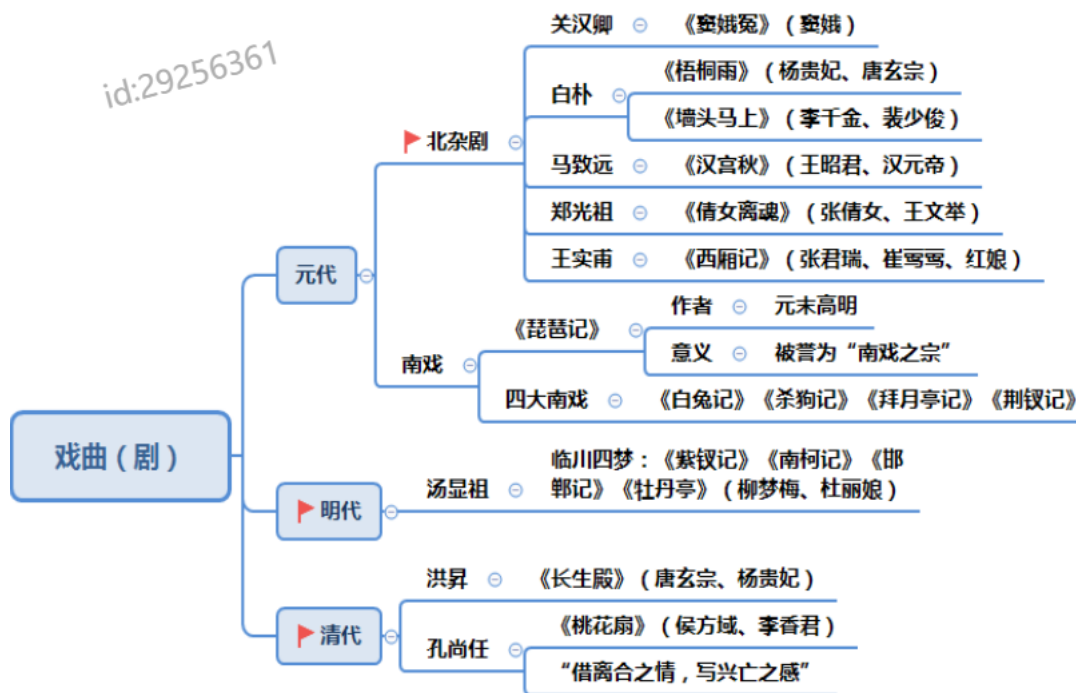 id:29256361
戏曲（剧）
元代
北杂剧
关汉卿
《窦娥冤》（窦娥）
白朴
《梧桐雨》（杨贵妃、唐玄宗）
《墙头马上》（李千金、裴少俊）
马致远
《汉宫秋》（王昭君、汉元帝）
郑光祖
《倩女离魂》（张倩女、王文举）
王实甫
《西厢记》（张君瑞、崔莺莺、红娘）
南戏
《琵琶记》
作者
元末高明
意义
被誉为“南戏之宗”
四大南戏
《白兔记》《杀狗记》《拜月亭记》《荆钗记》
明代
汤显祖
临川四梦：《紫钗记》《南柯记》《邯
郸记》《牡丹亭》（柳梦梅、杜丽娘）
清代
洪昇
《长生殿》（唐玄宗、杨贵妃）
孔尚任
《桃花扇》（侯方域、李香君）
“借离合之情，写兴亡之感”